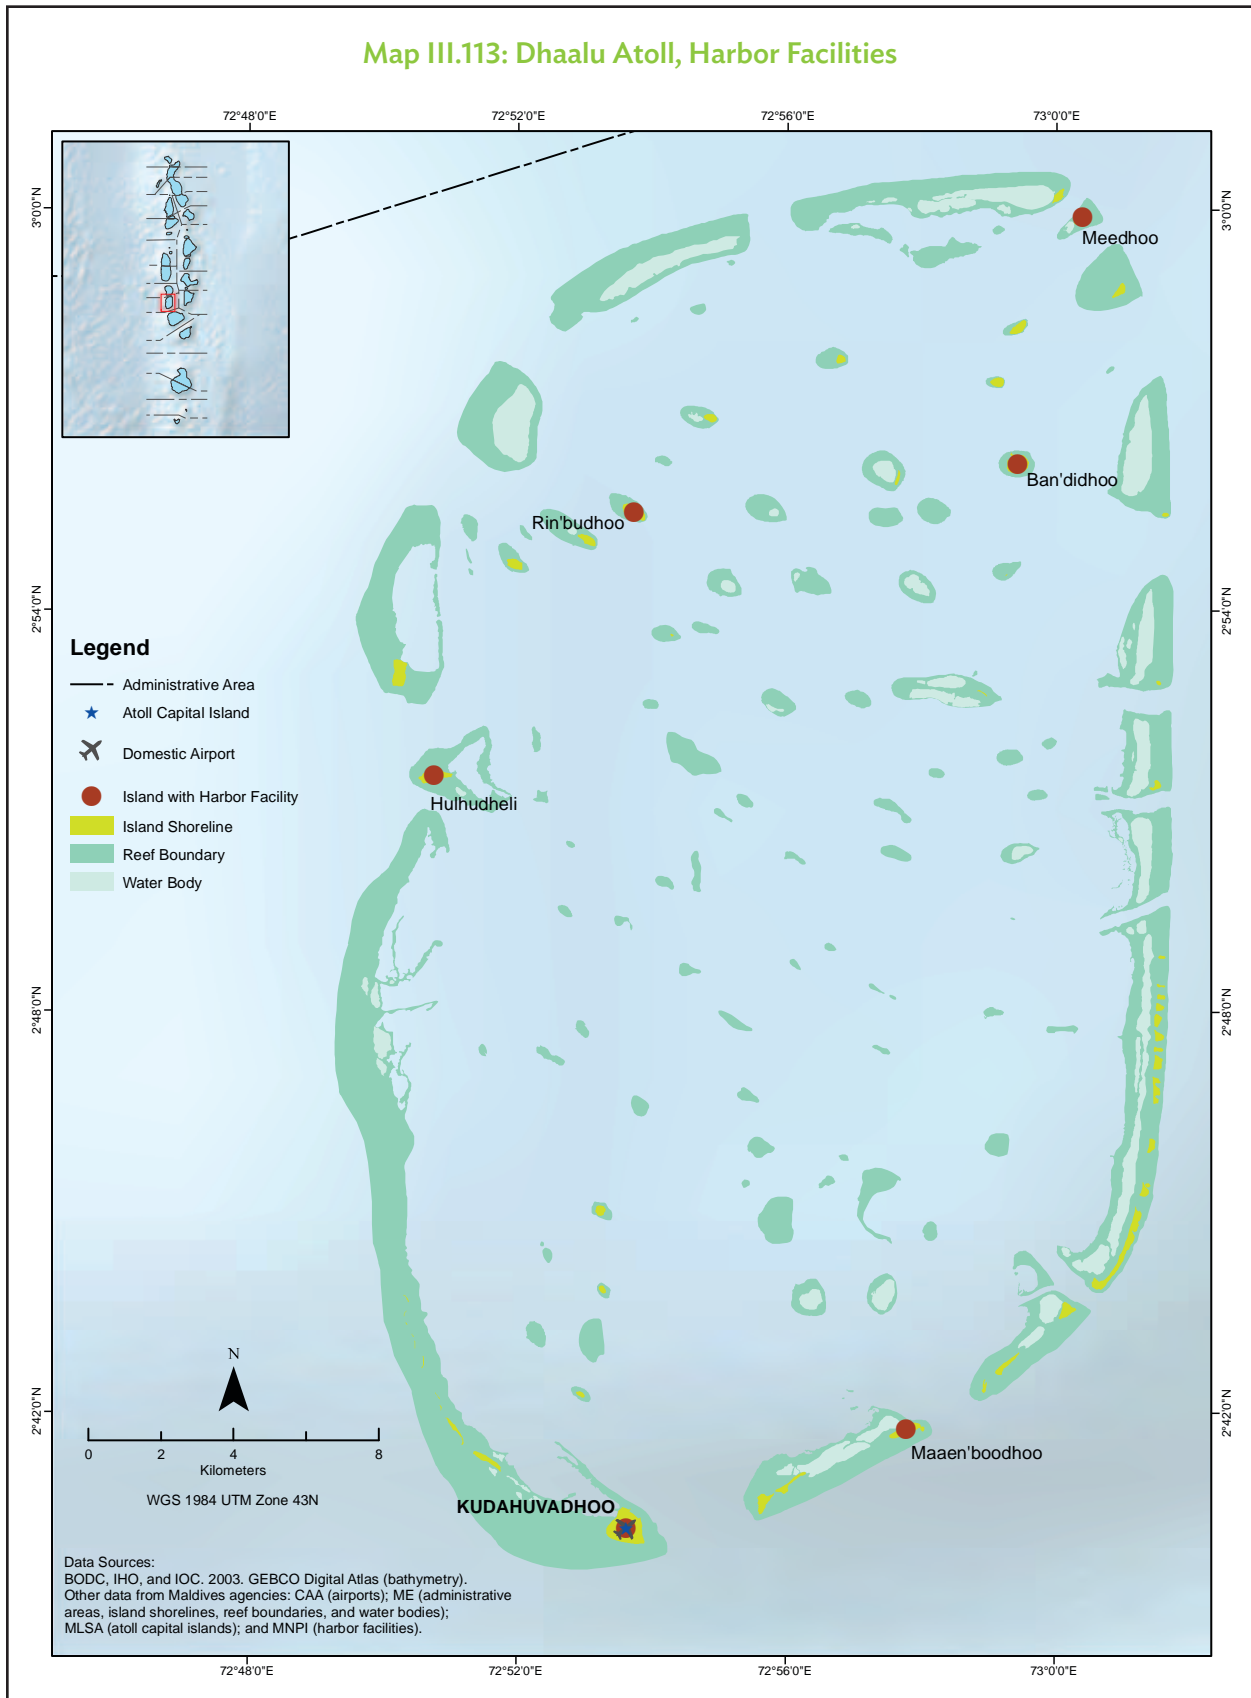 Map III.113: Dhaalu Atoll, Harbor Facilities
72°48'0"E
72°52'0"E
72°56'0"E
73°0'0"E
3°0'0"N
3°0'0"N
Meedhoo
Ban'didhoo
Rin'budhoo
2°54'0"N
2°54'0"N
Legend
Administrative Area
Atoll Capital Island
Domestic Airport
Island with Harbor Facility
Island Shoreline
Reef Boundary
Water Body
Hulhudheli
2°48'0"N
2°48'0"N
N
2°42'0"N
2°42'0"N
0 2 4 8
Kilometers
WGS 1984 UTM Zone 43N
Maaen'boodhoo
KUDAHUVADHOO
Data Sources:
BODC, IHO, and IOC. 2003. GEBCO Digital Atlas (bathymetry).
Other data from Maldives agencies: CAA (airports); ME (administrative
areas, island shorelines, reef boundaries, and water bodies);
MLSA (atoll capital islands); and MNPI (harbor facilities).
72°48'0"E
72°52'0"E
72°56'0"E
73°0'0"E